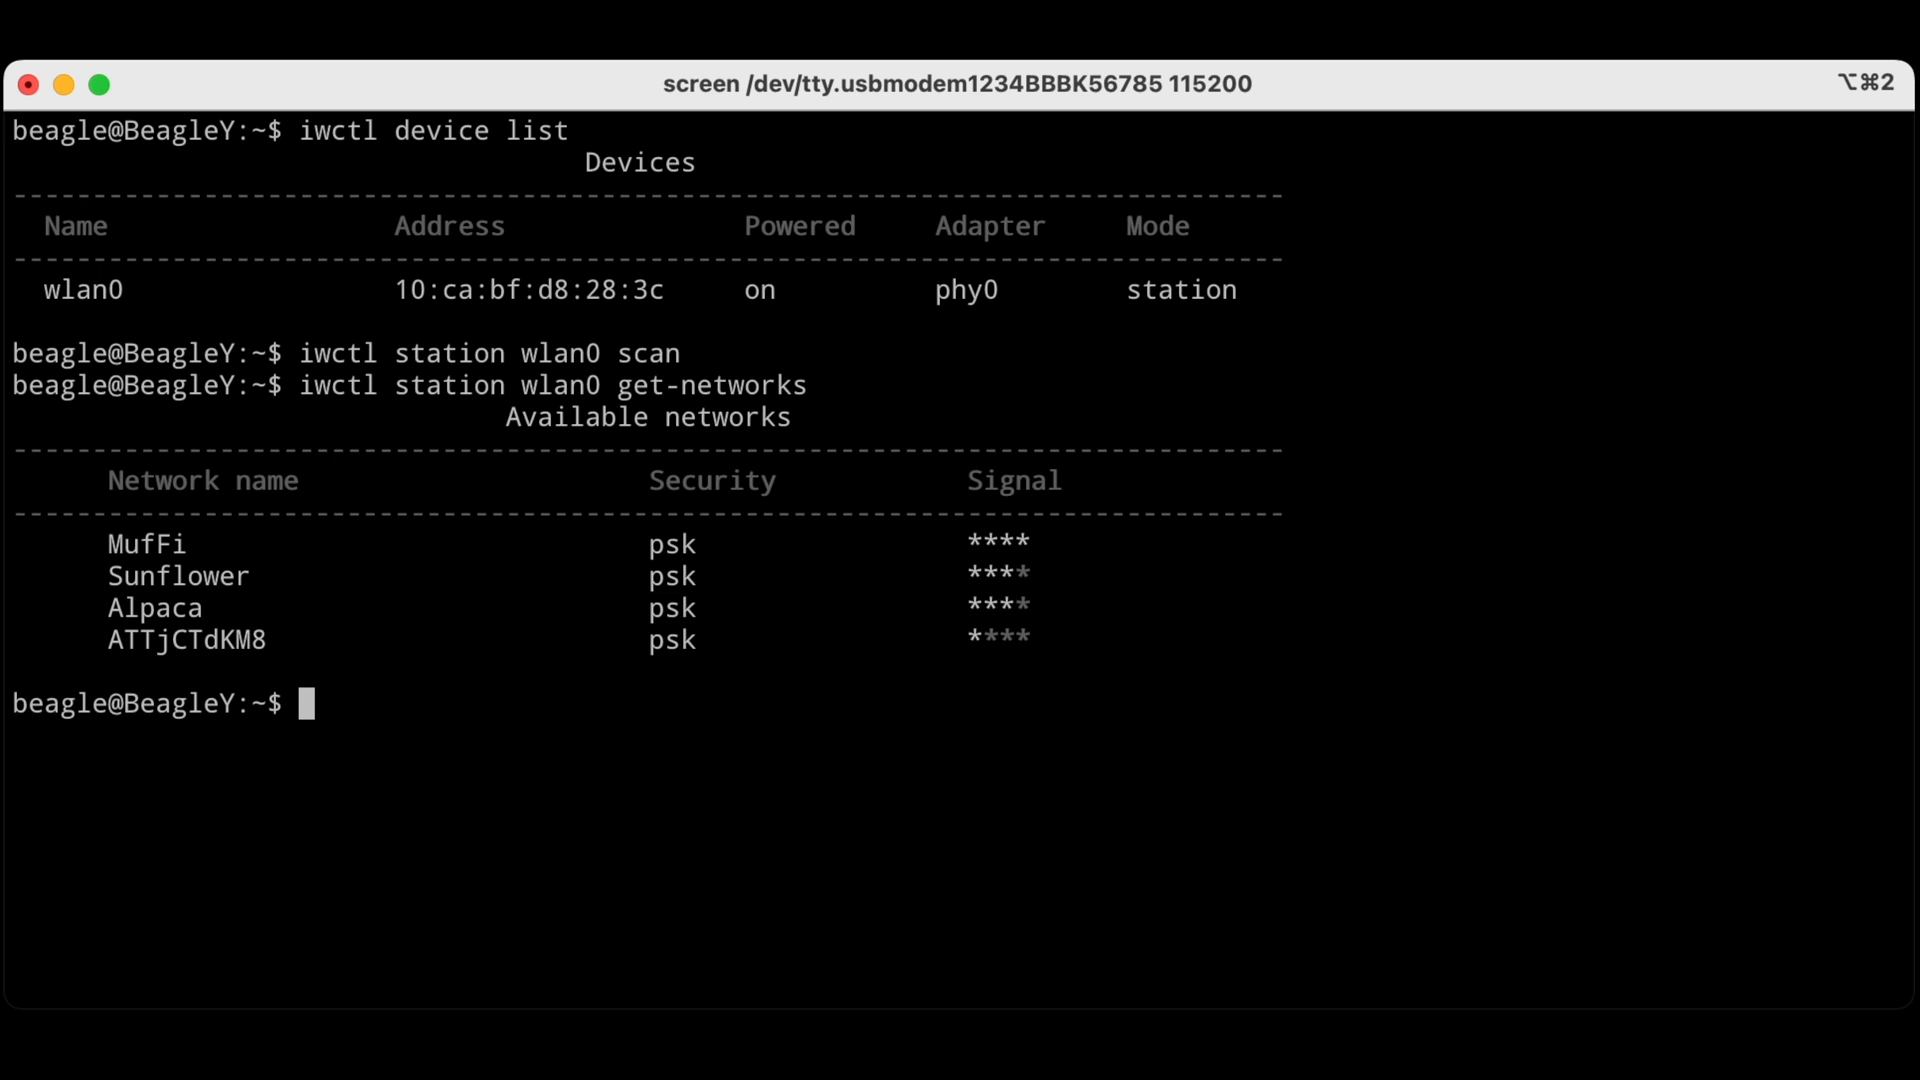 screen /dev/tty.usbmodem1234BBBK56785 115200 ⌥⌘2
beagle@BeagleY:~$ iwctl device list
Devices
--------------------------------------------------------------------------------
Name Address Powered Adapter Mode
--------------------------------------------------------------------------------
wlan0 10:ca:bf:d8:28:3c on phy0 station
beagle@BeagleY:~$ iwctl station wlan0 scan
beagle@BeagleY:~$ iwctl station wlan0 get-networks
Available networks
--------------------------------------------------------------------------------
Network name Security Signal
--------------------------------------------------------------------------------
MufFi psk ****
Sunflower psk ****
Alpaca psk ****
ATTjCTdKM8 psk ****
beagle@BeagleY:~$